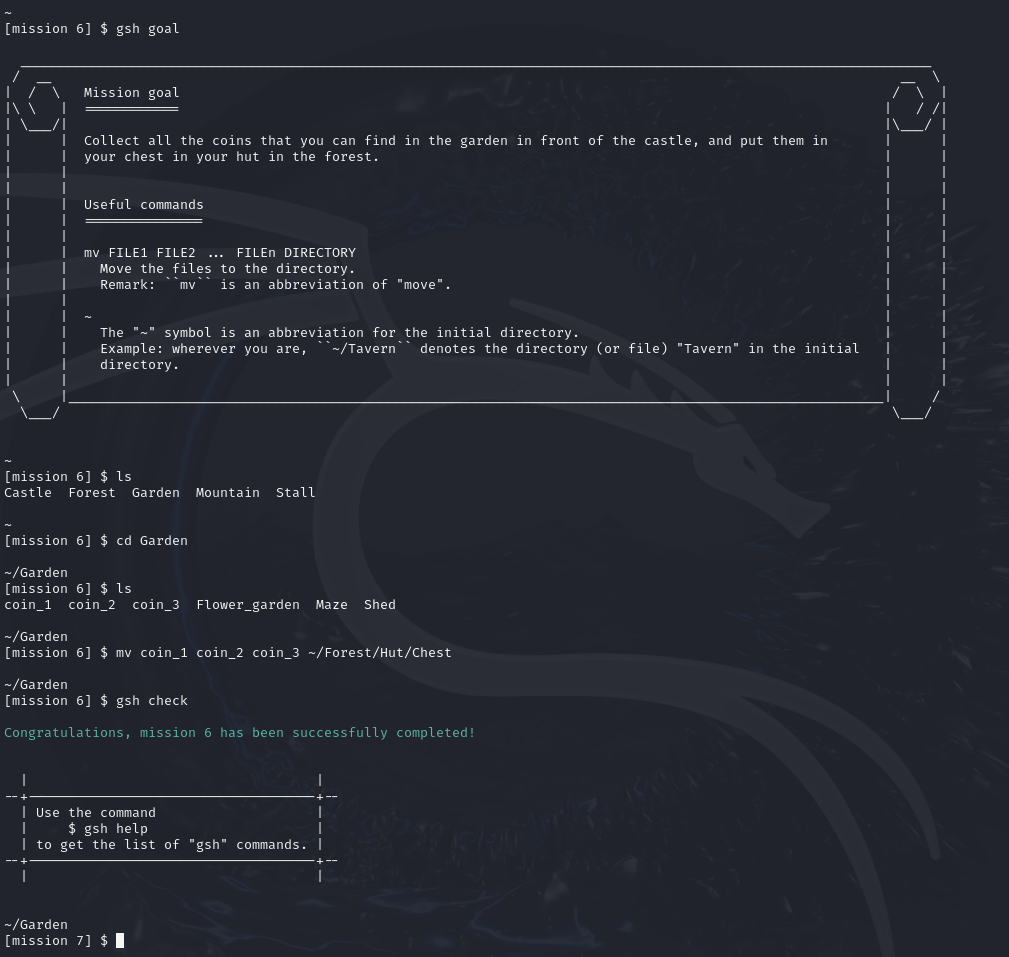 ~
[mission 6] $ gsh goal
Mission goal
============
Collect all the coins that you can find in the garden in front of the castle, and put them in
your chest in your hut in the forest.
Useful commands
===============
mv FILE1 FILE2 ... FILEn DIRECTORY
Move the files to the directory.
Remark: ``mv`` is an abbreviation of "move".
~
The "~" symbol is an abbreviation for the initial directory.
Example: wherever you are, ``~/Tavern`` denotes the directory (or file) "Tavern" in the initial
directory.
~
[mission 6] $ ls
Castle  Forest  Garden  Mountain  Stall
~
[mission 6] $ cd Garden
~/Garden
[mission 6] $ ls
coin_1  coin_2  coin_3  Flower_garden  Maze  Shed
~/Garden
[mission 6] $ mv coin_1 coin_2 coin_3 ~/Forest/Hut/Chest
~/Garden
[mission 6] $ gsh check
Congratulations, mission 6 has been successfully completed!
Use the command
$ gsh help
to get the list of "gsh" commands.
~/Garden
[mission 7] $